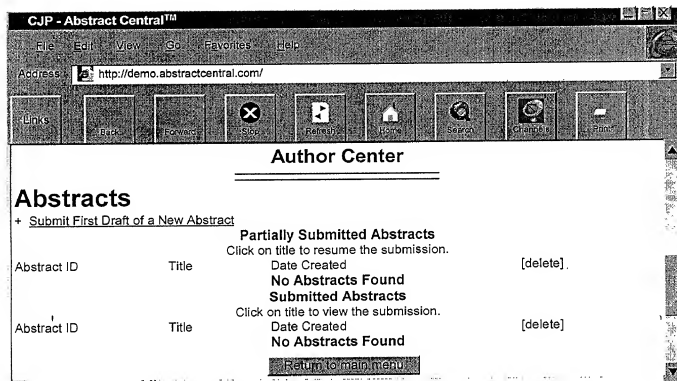 CJP - Abstract Central™
File Edit View Go Favorites Help
Address http://demo.abstractcentral.com/
Links Back Forward Stop Refresh Home Search Channels Print
Author Center
Abstracts
+ Submit First Draft of a New Abstract
Partially Submitted Abstracts
Click on title to resume the submission.
Abstract ID Title Date Created [delete]
No Abstracts Found
Submitted Abstracts
Click on title to view the submission.
Abstract ID Title Date Created [delete]
No Abstracts Found
Return to main menu